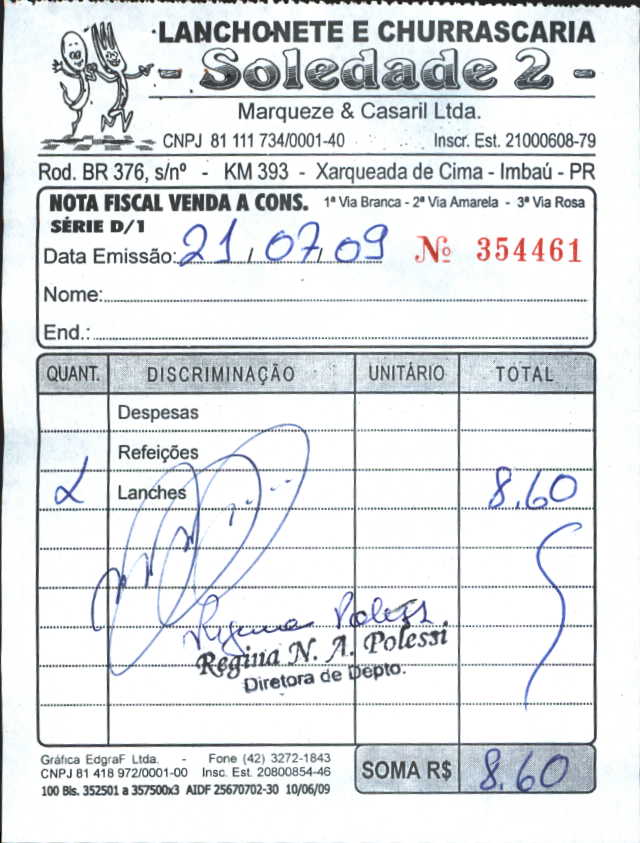 LANCHONETE E CHURRASCARIA
- Soledade 2 -
Marqueze & Casaril Ltda.
CNPJ 81 111 734/0001-40 Inscr. Est. 21000608-79
Rod. BR 376, s/nº - KM 393 - Xarqueada de Cima - Imbaú - PR
NOTA FISCAL VENDA A CONS. 1ª Via Branca - 2ª Via Amarela - 3ª Via Rosa
SÉRIE D/1
Data Emissão: 21/07/09 Nº 354461
Nome:
End.:
QUANT. DISCRIMINAÇÃO UNITÁRIO TOTAL
Despesas
Refeições
2 Lanches 8,60
Regina Polessi
Regina N. A. Polessi
Diretora de Depto.
Gráfica EdgraF Ltda. - Fone (42) 3272-1843
CNPJ 81 418 972/0001-00 Insc. Est. 20800854-46
100 Bls. 352501 a 357500x3 AIDF 25670702-30 10/06/09
SOMA R$ 8,60